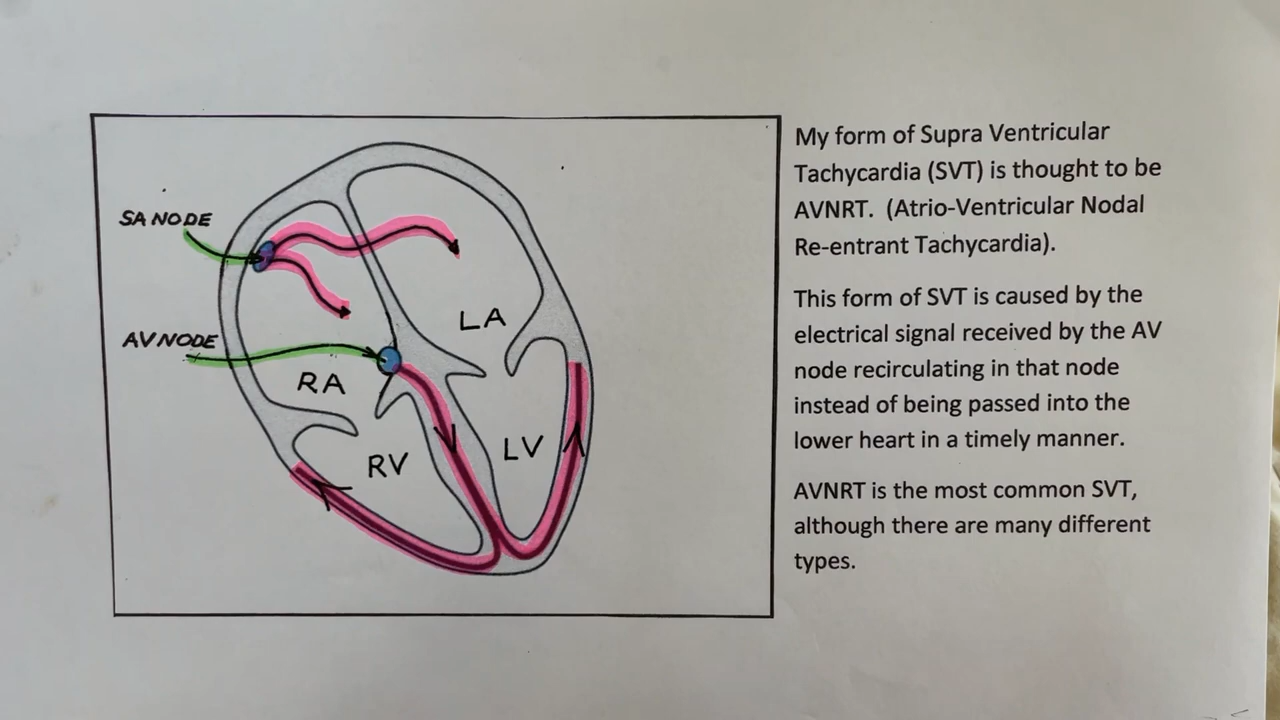 SA NODE
AV NODE
LA
RA
LV
RV
My form of Supra Ventricular
Tachycardia (SVT) is thought to be
AVNRT.  (Atrio-Ventricular Nodal
Re-entrant Tachycardia).
This form of SVT is caused by the
electrical signal received by the AV
node recirculating in that node
instead of being passed into the
lower heart in a timely manner.
AVNRT is the most common SVT,
although there are many different
types.